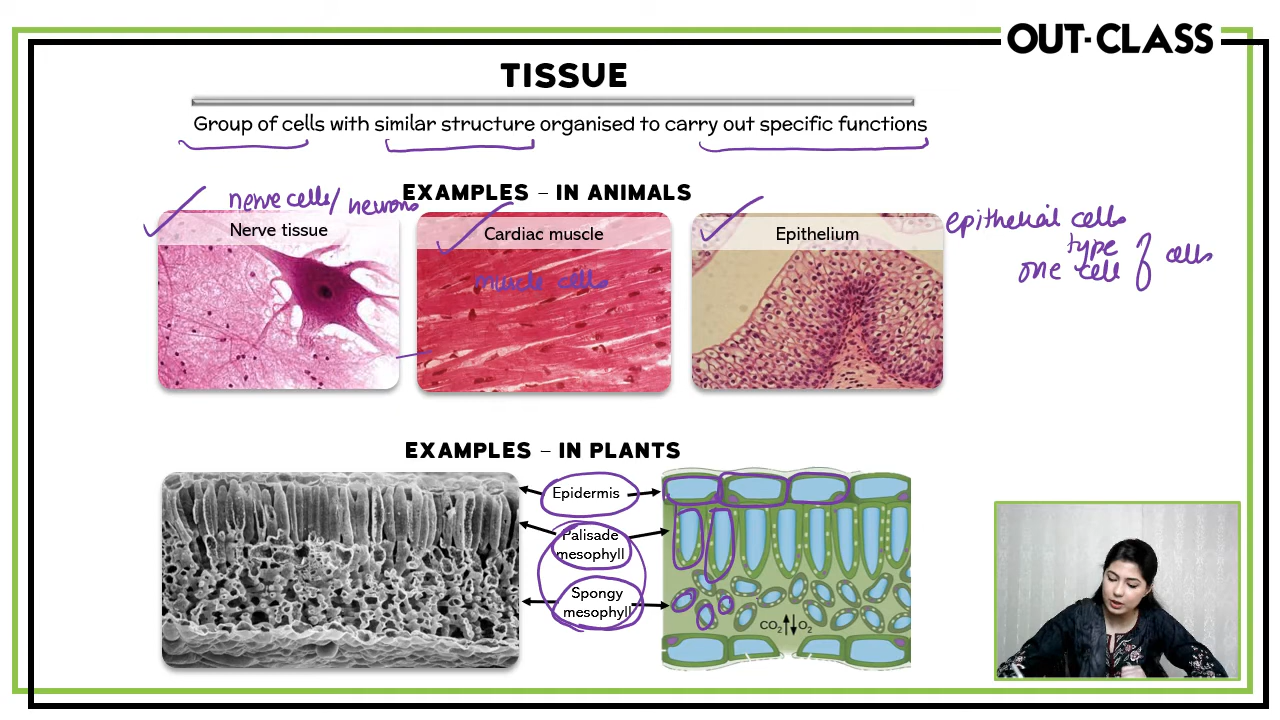 OUT-CLASS
TISSUE
Group of cells with similar structure organised to carry out specific functions
EXAMPLES – IN ANIMALS
nerve cells/ neurons
Nerve tissue
Cardiac muscle
muscle cells
Epithelium
epithelial cells
type
one cell } cells
EXAMPLES – IN PLANTS
Epidermis
Palisade
mesophyll
Spongy
mesophyll
CO₂ O₂